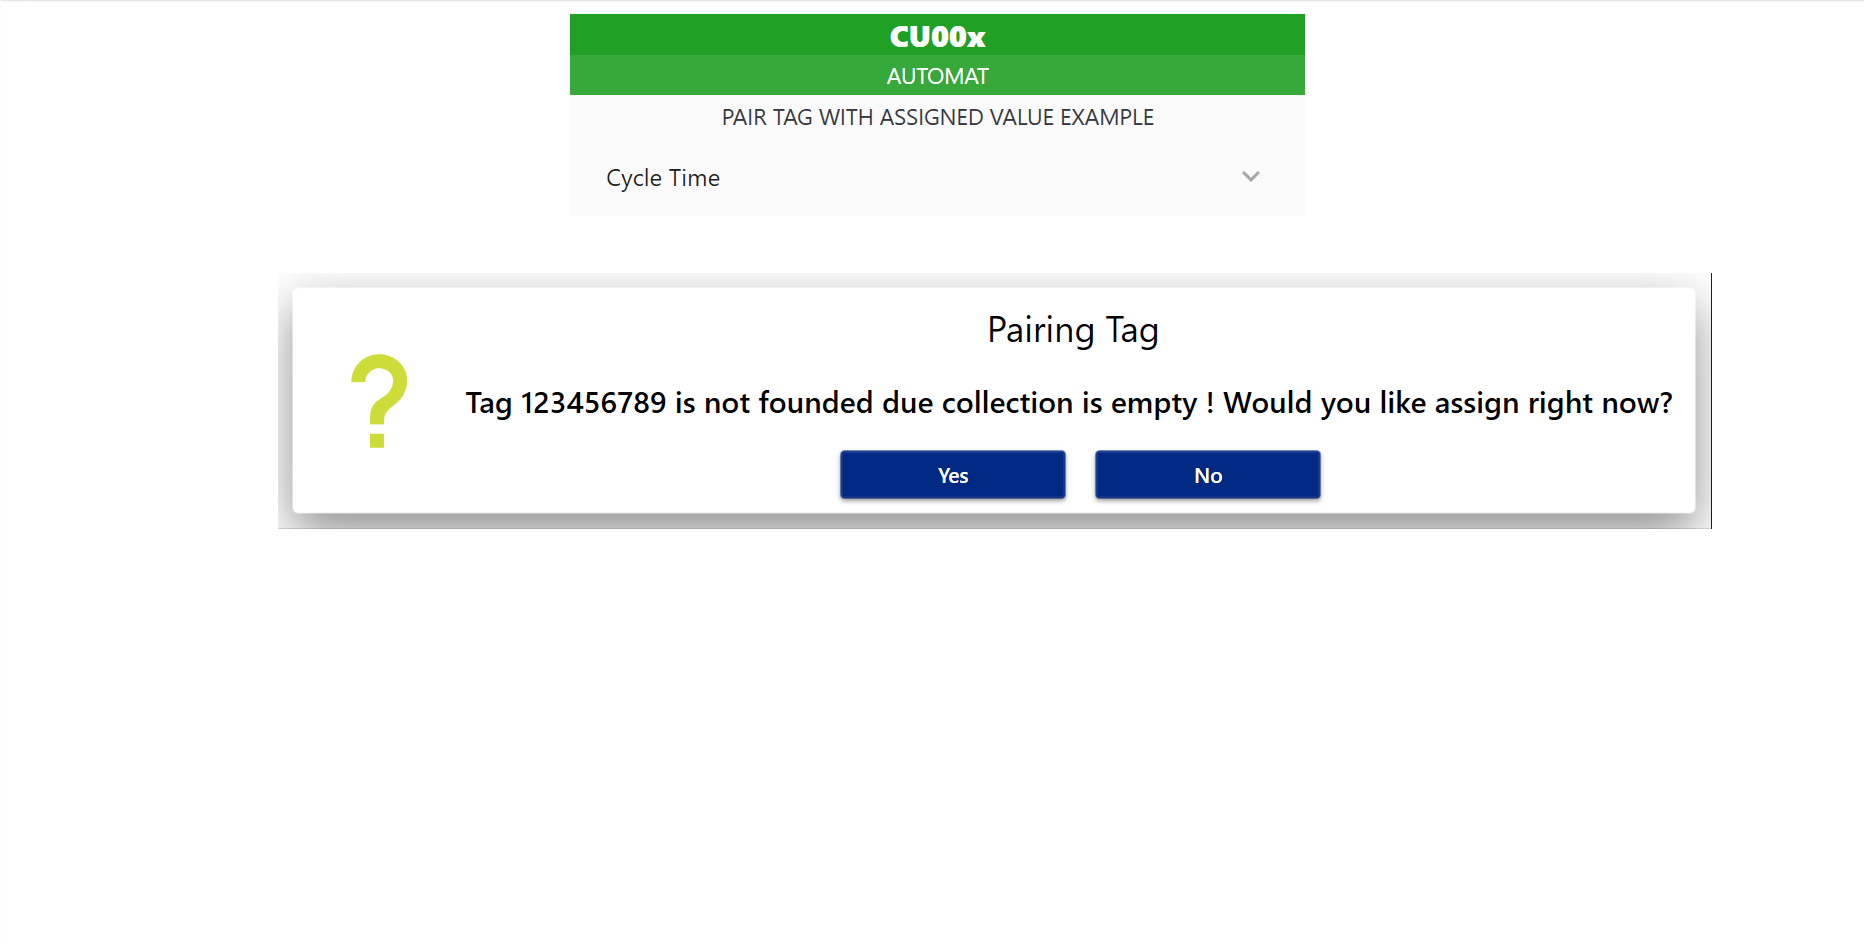 CU00x
AUTOMAT
PAIR TAG WITH ASSIGNED VALUE EXAMPLE
Cycle Time
Pairing Tag
Tag 123456789 is not founded due collection is empty ! Would you like assign right now?
Yes
No